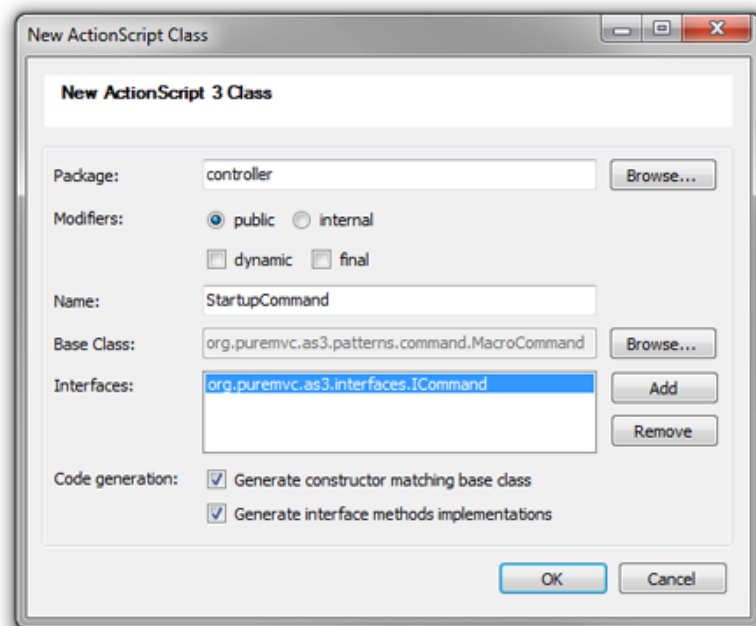 New ActionScript Class
New ActionScript 3 Class
Package: controller Browse...
Modifiers: public internal
dynamic final
Name: StartupCommand
Base Class: org.puremvc.as3.patterns.command.MacroCommand Browse...
Interfaces: org.puremvc.as3.interfaces.ICommand Add
Remove
Code generation: Generate constructor matching base class
Generate interface methods implementations
OK Cancel